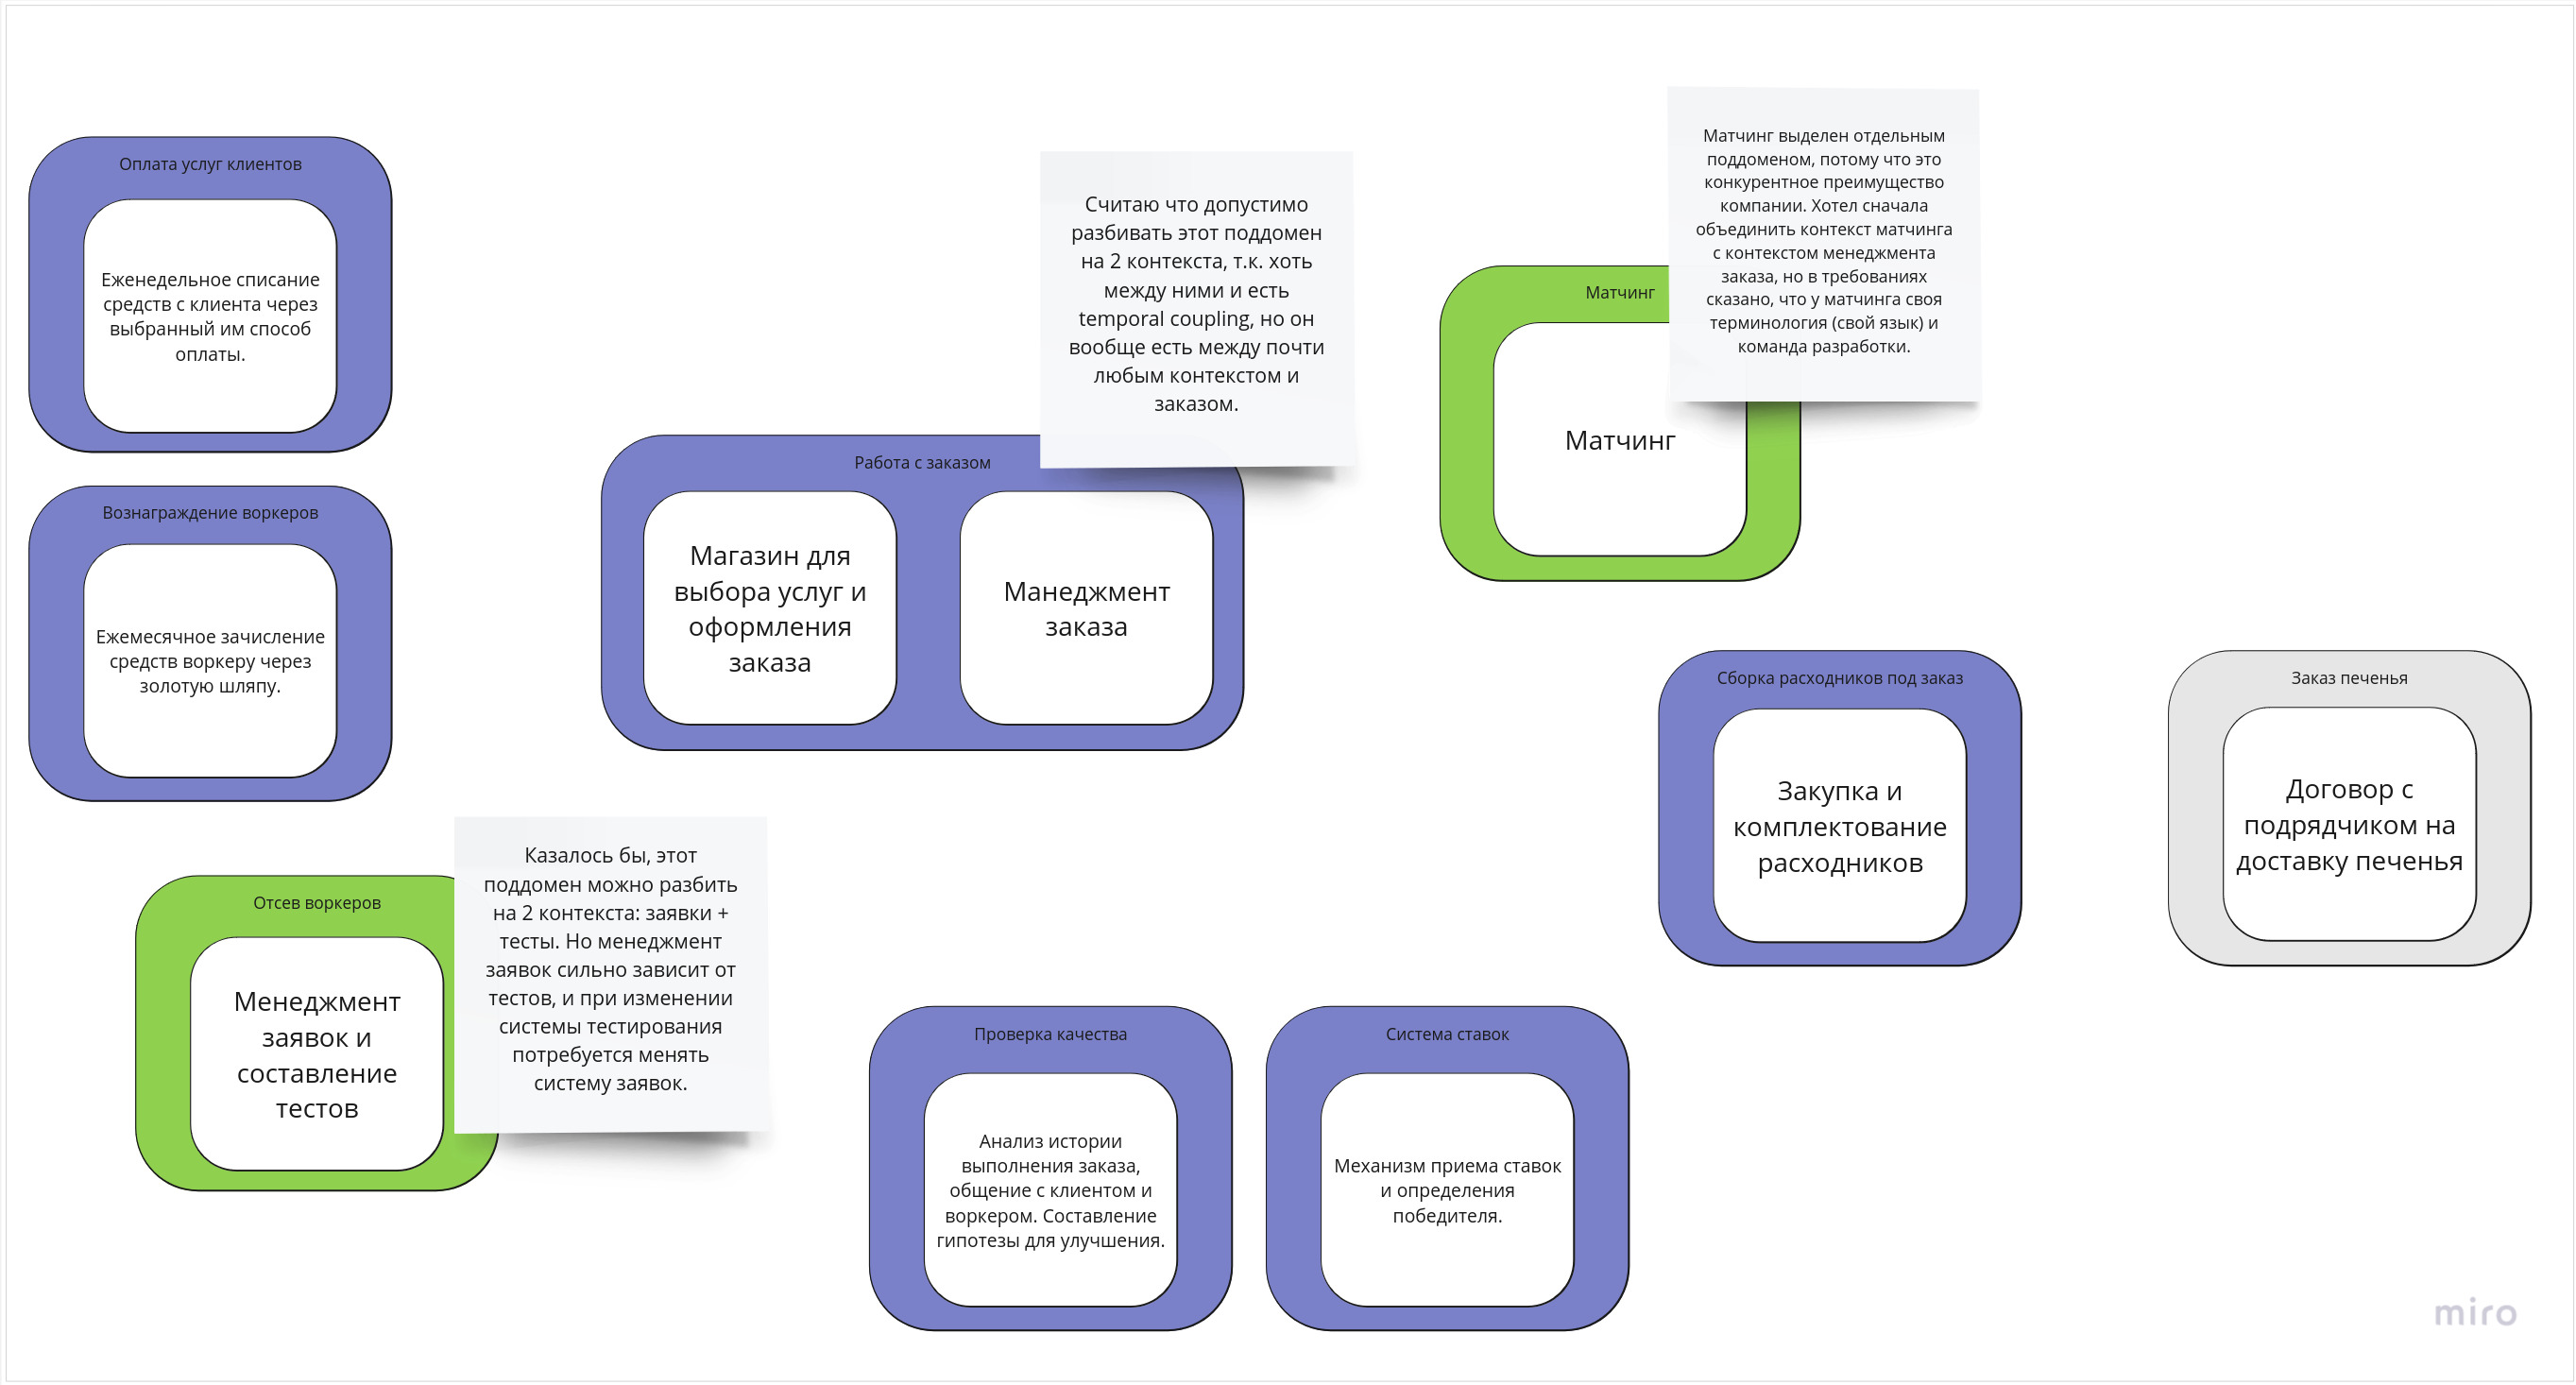 Оплата услуг клиентов
Еженедельное списание
средств с клиента через
выбранный им способ
оплаты.
Вознаграждение воркеров
Ежемесячное зачисление
средств воркеру через
золотую шляпу.
Считаю что допустимо
разбивать этот поддомен
на 2 контекста, т.к. хоть
между ними и есть
temporal coupling, но он
вообще есть между почти
любым контекстом и
заказом.
Работа с заказом
Магазин для
выбора услуг и
оформления
заказа
Манеджмент
заказа
Матчинг выделен отдельным
поддоменом, потому что это
конкурентное преимущество
компании. Хотел сначала
объединить контекст матчинга
с контекстом менеджмента
заказа, но в требованиях
сказано, что у матчинга своя
терминология (свой язык) и
команда разработки.
Матчинг
Матчинг
Сборка расходников под заказ
Закупка и
комплектование
расходников
Заказ печенья
Договор с
подрядчиком на
доставку печенья
Отсев воркеров
Менеджмент
заявок и
составление
тестов
Казалось бы, этот
поддомен можно разбить
на 2 контекста: заявки +
тесты. Но менеджмент
заявок сильно зависит от
тестов, и при изменении
системы тестирования
потребуется менять
систему заявок.
Проверка качества
Анализ истории
выполнения заказа,
общение с клиентом и
воркером. Составление
гипотезы для улучшения.
Система ставок
Механизм приема ставок
и определения
победителя.
miro